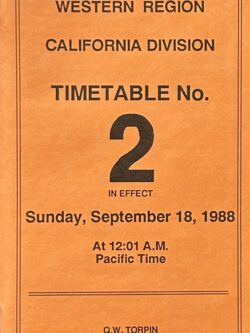 WESTERN REGION
CALIFORNIA DIVISION
TIMETABLE No.
2
IN EFFECT
Sunday, September 18, 1988
At 12:01 A.M.
Pacific Time
Q.W. TORPIN